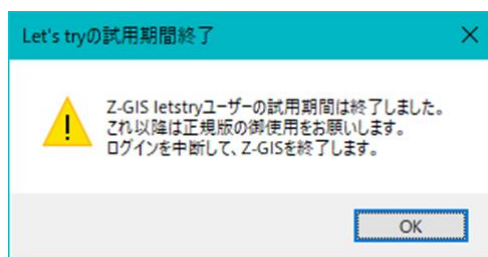 Let's tryの試用期間終了
Z-GIS letstryユーザーの試用期間は終了しました。
これ以降は正規版の御使用をお願いします。
ログインを中断して、Z-GISを終了します。
OK